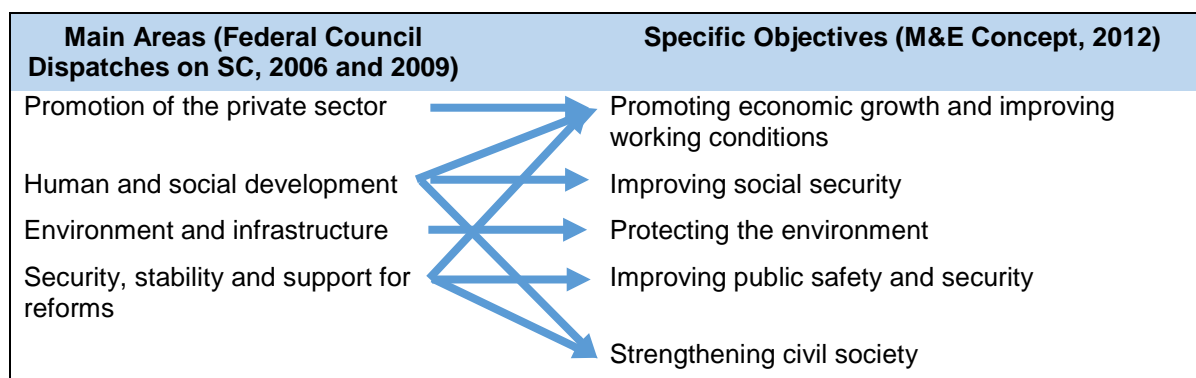 Main Areas (Federal Council
Dispatches on SC, 2006 and 2009)
Specific Objectives (M&E Concept, 2012)
Promotion of the private sector
Promoting economic growth and improving
working conditions
Human and social development
Improving social security
Environment and infrastructure
Protecting the environment
Security, stability and support for
reforms
Improving public safety and security
Strengthening civil society